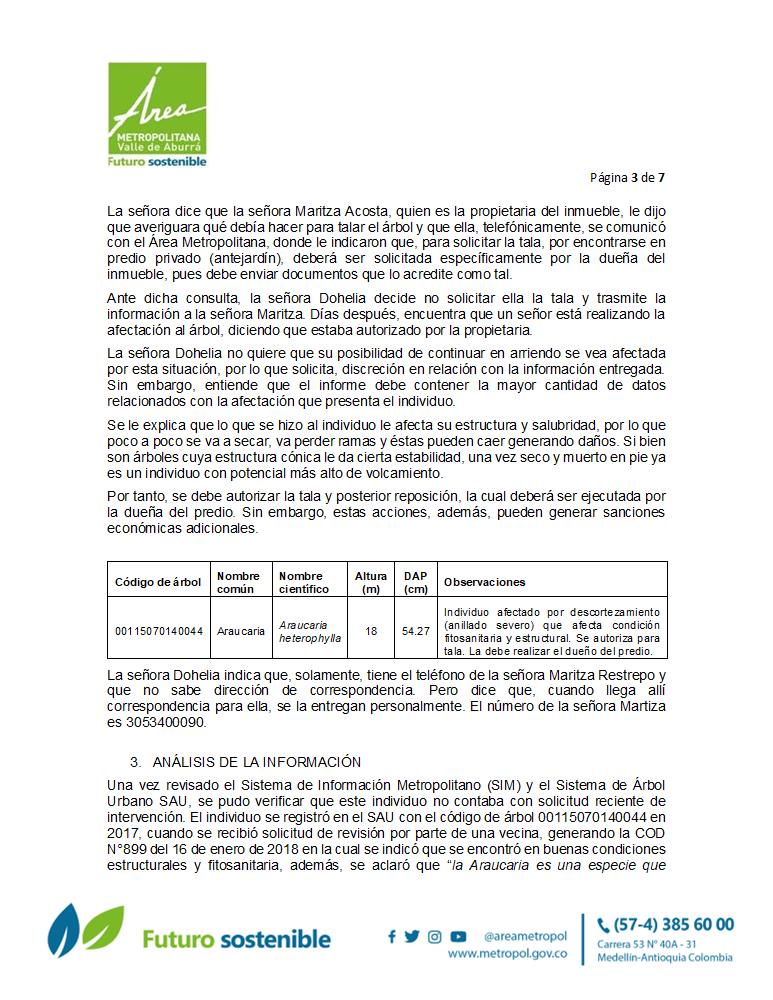 Área
METROPOLITANA
Valle de Aburrá
Futuro sostenible
Página 3 de 7
La señora dice que la señora Maritza Acosta, quien es la propietaria del inmueble, le dijo
que averiguara qué debía hacer para talar el árbol y que ella, telefónicamente, se comunicó
con el Área Metropolitana, donde le indicaron que, para solicitar la tala, por encontrarse en
predio privado (antejardín), deberá ser solicitada específicamente por la dueña del
inmueble, pues debe enviar documentos que lo acredite como tal.
Ante dicha consulta, la señora Dohelia decide no solicitar ella la tala y trasmite la
información a la señora Maritza. Días después, encuentra que un señor está realizando la
afectación al árbol, diciendo que estaba autorizado por la propietaria.
La señora Dohelia no quiere que su posibilidad de continuar en arriendo se vea afectada
por esta situación, por lo que solicita, discreción en relación con la información entregada.
Sin embargo, entiende que el informe debe contener la mayor cantidad de datos
relacionados con la afectación que presenta el individuo.
Se le explica que lo que se hizo al individuo le afecta su estructura y salubridad, por lo que
poco a poco se va a secar, va perder ramas y éstas pueden caer generando daños. Si bien
son árboles cuya estructura cónica le da cierta estabilidad, una vez seco y muerto en pie ya
es un individuo con potencial más alto de volcamiento.
Por tanto, se debe autorizar la tala y posterior reposición, la cual deberá ser ejecutada por
la dueña del predio. Sin embargo, estas acciones, además, pueden generar sanciones
económicas adicionales.
Código de árbol Nombre común Nombre científico Altura (m) DAP (cm) Observaciones
00115070140044 Araucaria Araucaria heterophylla 18 54.27 Individuo afectado por descortezamiento
(anillado severo) que afecta condición
fitosanitaria y estructural. Se autoriza para
tala. La debe realizar el dueño del predio.
La señora Dohelia indica que, solamente, tiene el teléfono de la señora Maritza Restrepo y
que no sabe dirección de correspondencia. Pero dice que, cuando llega allí
correspondencia para ella, se la entregan personalmente. El número de la señora Martiza
es 3053400090.
3. ANÁLISIS DE LA INFORMACIÓN
Una vez revisado el Sistema de Información Metropolitano (SIM) y el Sistema de Árbol
Urbano SAU, se pudo verificar que este individuo no contaba con solicitud reciente de
intervención. El individuo se registró en el SAU con el código de árbol 00115070140044 en
2017, cuando se recibió solicitud de revisión por parte de una vecina, generando la COD
N°899 del 16 de enero de 2018 en la cual se indicó que se encontró en buenas condiciones
estructurales y fitosanitaria, además, se aclaró que “la Araucaria es una especie que
Futuro sostenible
@areametropol
www.metropol.gov.co
(57-4) 385 60 00
Carrera 53 N° 40A - 31
Medellín-Antioquia Colombia